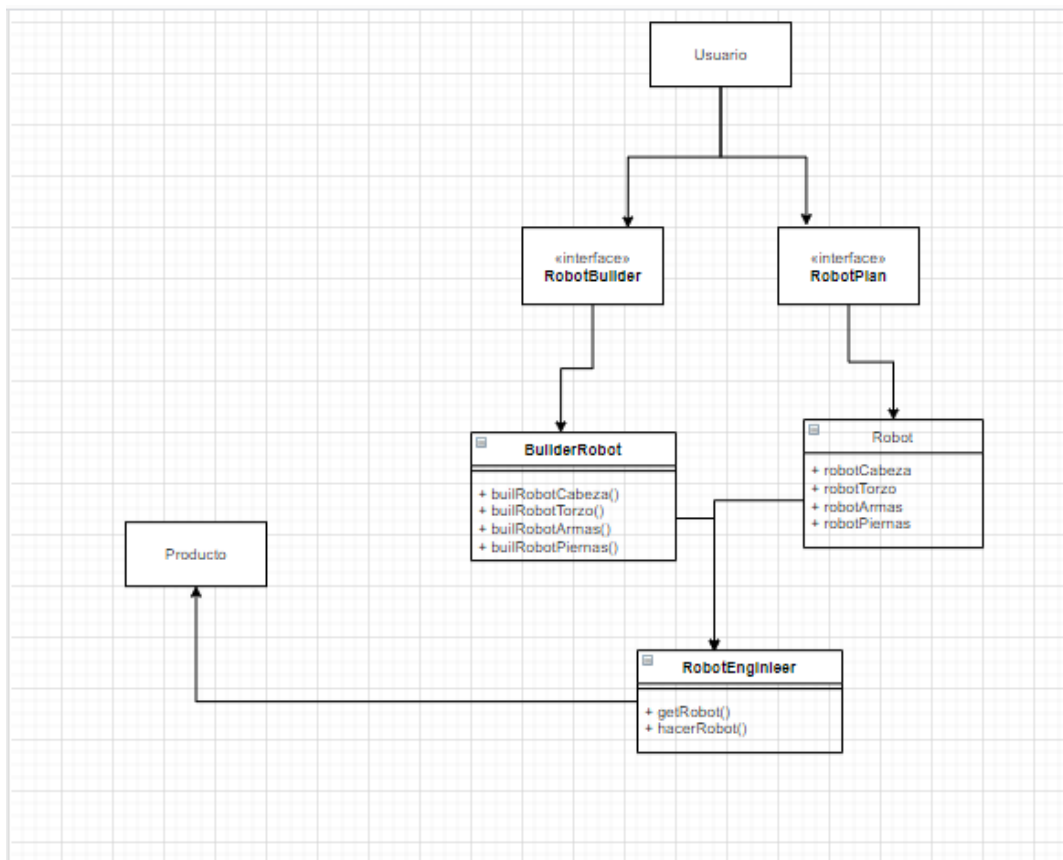 Usuario
«interface»
RobotBuilder
«interface»
RobotPlan
BuilderRobot
+ builRobotCabeza()
+ builRobotTorzo()
+ builRobotArmas()
+ builRobotPiernas()
Robot
+ robotCabeza
+ robotTorzo
+ robotArmas
+ robotPiernas
Producto
RobotEnginieer
+ getRobot()
+ hacerRobot()